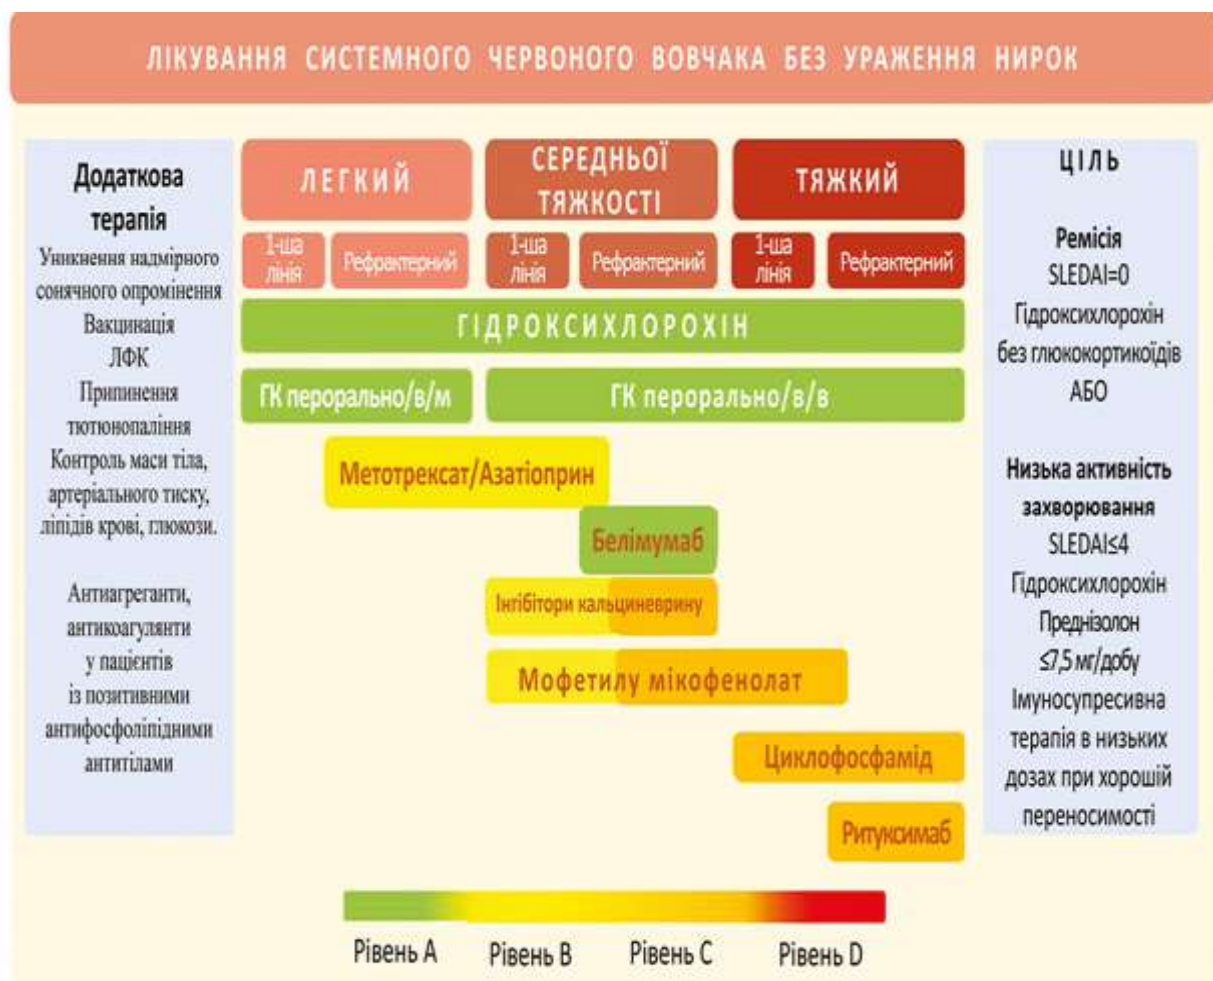 ЛІКУВАННЯ СИСТЕМНОГО ЧЕРВОНОГО ВОВЧАКА БЕЗ УРАЖЕННЯ НИРОК
Додаткова
терапія
Уникнення надмірного
сонячного опромінення
Вакцинація
ЛФК
Припинення
тютюнопаління
Контроль маси тіла,
артеріального тиску,
ліпідів крові, глюкози.
Антиагреганти,
антикоагулянти
у пацієнтів
із позитивними
антифосфоліпідними
антитілами
ЛЕГКИЙ
СЕРЕДНЬОЇ
ТЯЖКОСТІ
ТЯЖКИЙ
1-ша
лінія
Рефрактерний
1-ша
лінія
Рефрактерний
1-ша
лінія
Рефрактерний
ГІДРОКСИХЛОРОХІН
ГК перорально/в/м
ГК перорально/в/в
Метотрексат/Азатіоприн
Белімумаб
Інгібітори кальциневрину
Мофетилу мікофенолат
Циклофосфамід
Ритуксимаб
ЦІЛЬ
Ремісія
SLEDAI=0
Гідроксихлорохін
без глюкокортикоїдів
АБО
Низька активність
захворювання
SLEDAI≤4
Гідроксихлорохін
Преднізолон
≤7,5 мг/добу
Імуносупресивна
терапія в низьких
дозах при хорошій
переносимості
Рівень A
Рівень B
Рівень C
Рівень D